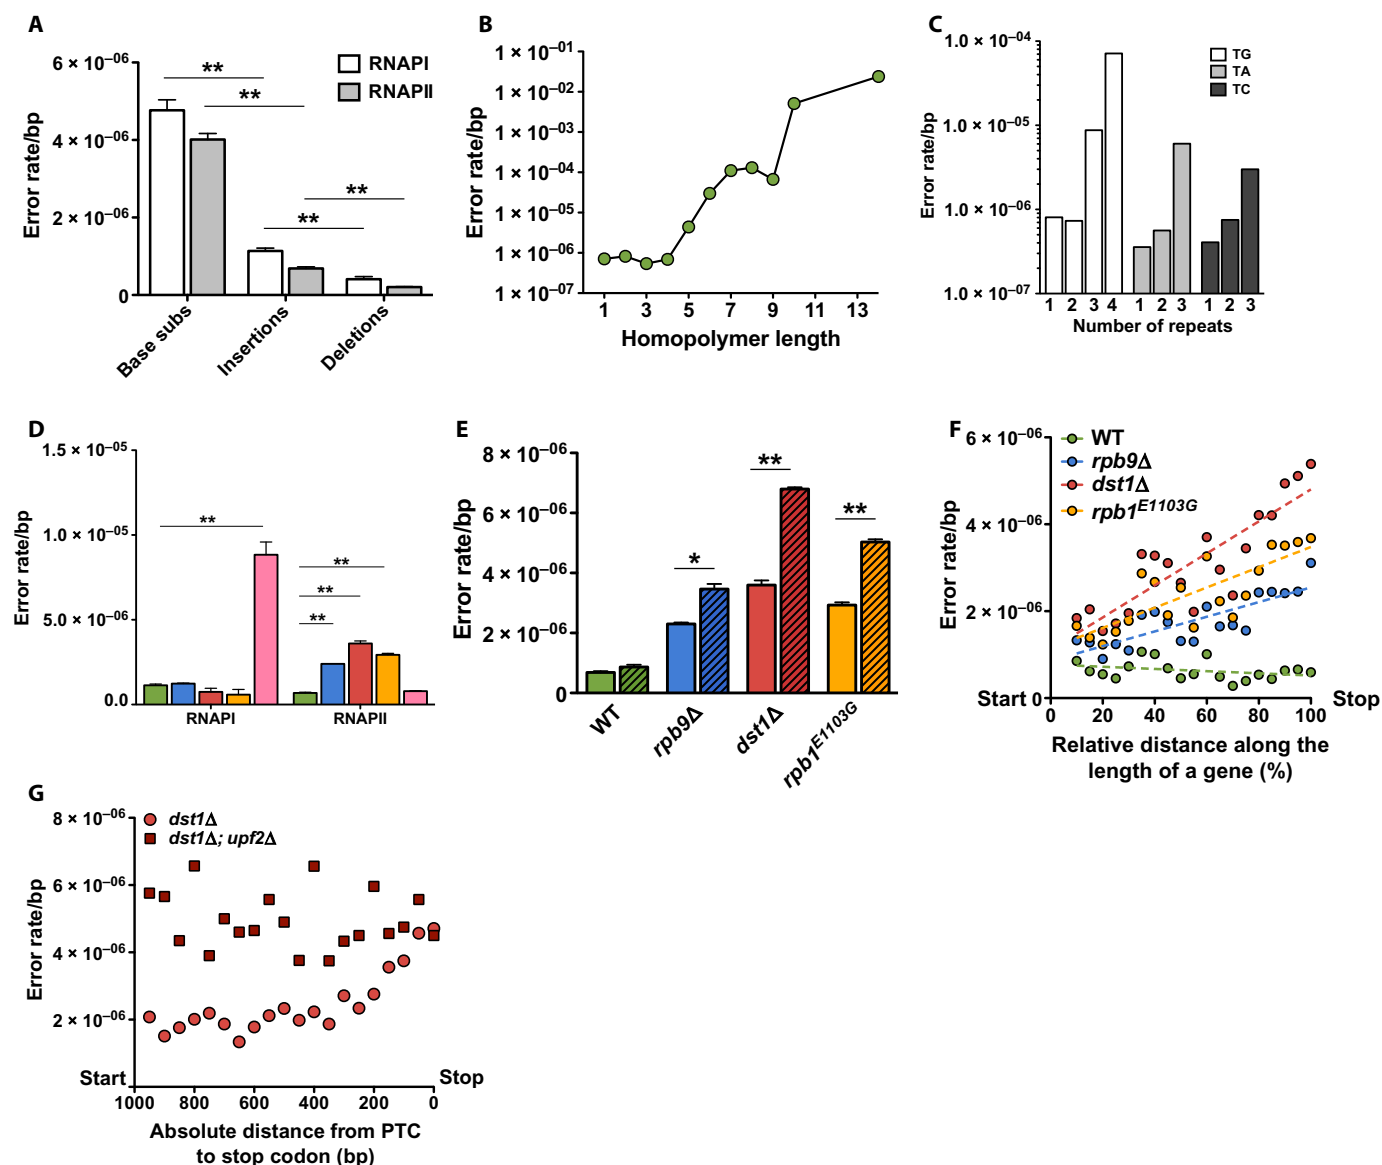 A
6 × 10–06
4 × 10–06
2 × 10–06
0
Error rate/bp
RNAPI
RNAPII
**
**
**
**
Base subs
Insertions
Deletions
B
1 × 10–01
1 × 10–02
1 × 10–03
1 × 10–04
1 × 10–05
1 × 10–06
1 × 10–07
Error rate/bp
1 3 5 7 9 11 13
Homopolymer length
C
1.0 × 10–04
1.0 × 10–05
1.0 × 10–06
1.0 × 10–07
Error rate/bp
TG
TA
TC
1 2 3 4 1 2 3 1 2 3
Number of repeats
D
1.5 × 10–05
1.0 × 10–05
5.0 × 10–06
0.0
Error rate/bp
**
**
**
**
RNAPI
RNAPII
E
8 × 10–06
6 × 10–06
4 × 10–06
2 × 10–06
0
Error rate/bp
*
**
**
WT
rpb9Δ
dst1Δ
rpb1E1103G
F
6 × 10–06
4 × 10–06
2 × 10–06
Start 0
Stop
Error rate/bp
WT
rpb9Δ
dst1Δ
rpb1E1103G
0 20 40 60 80 100
Relative distance along the
length of a gene (%)
G
8 × 10–06
6 × 10–06
4 × 10–06
2 × 10–06
Error rate/bp
dst1Δ
dst1Δ; upf2Δ
Start
Stop
1000 800 600 400 200 0
Absolute distance from PTC
to stop codon (bp)